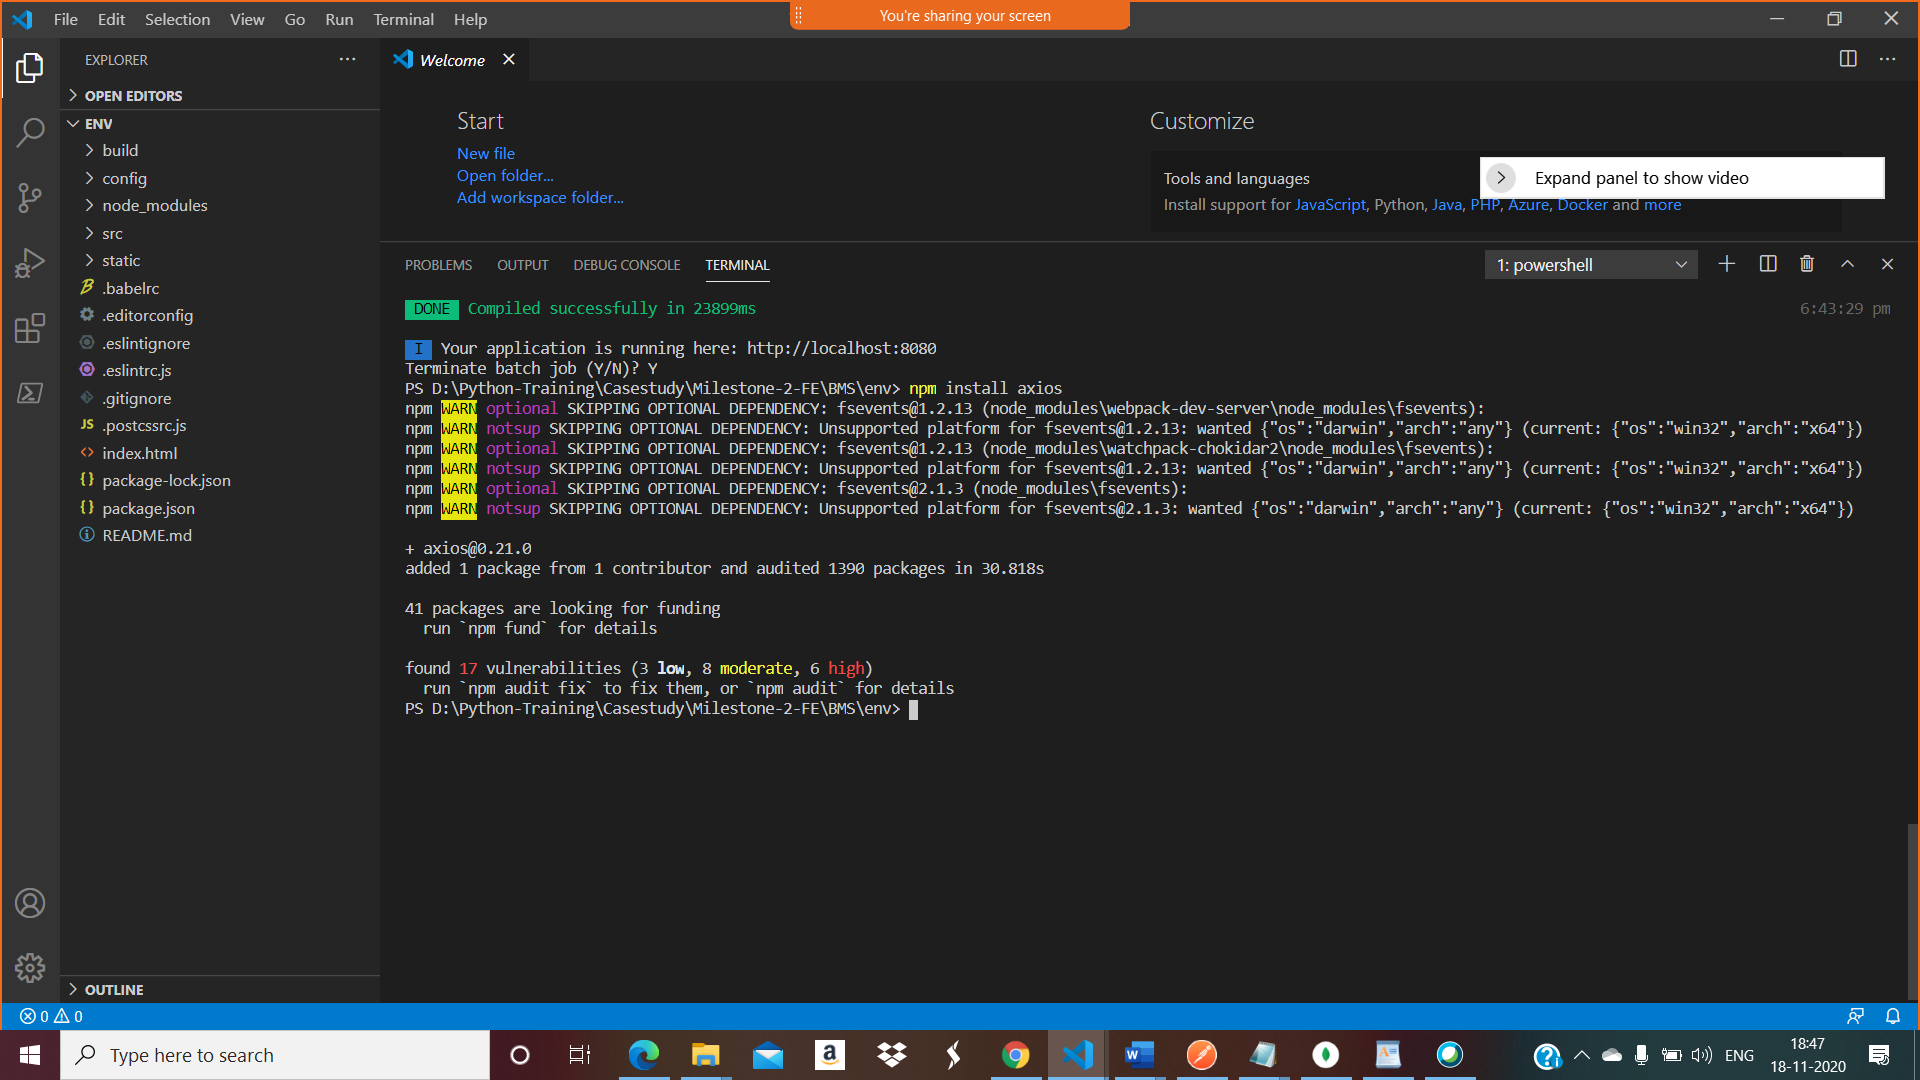 File Edit Selection View Go Run Terminal Help
You're sharing your screen
EXPLORER
OPEN EDITORS
ENV
build
config
node_modules
src
static
.babelrc
.editorconfig
.eslintignore
.eslintrc.js
.gitignore
JS .postcssrc.js
<> index.html
{} package-lock.json
{} package.json
README.md
OUTLINE
Welcome
Start
New file
Open folder...
Add workspace folder...
Customize
Tools and languages
Install support for JavaScript, Python, Java, PHP, Azure, Docker and more
Expand panel to show video
PROBLEMS OUTPUT DEBUG CONSOLE TERMINAL
1: powershell
DONE Compiled successfully in 23899ms 6:43:29 pm
I Your application is running here: http://localhost:8080
Terminate batch job (Y/N)? Y
PS D:\Python-Training\Casestudy\Milestone-2-FE\BMS\env> npm install axios
npm WARN optional SKIPPING OPTIONAL DEPENDENCY: fsevents@1.2.13 (node_modules\webpack-dev-server\node_modules\fsevents):
npm WARN notsup SKIPPING OPTIONAL DEPENDENCY: Unsupported platform for fsevents@1.2.13: wanted {"os":"darwin","arch":"any"} (current: {"os":"win32","arch":"x64"})
npm WARN optional SKIPPING OPTIONAL DEPENDENCY: fsevents@1.2.13 (node_modules\watchpack-chokidar2\node_modules\fsevents):
npm WARN notsup SKIPPING OPTIONAL DEPENDENCY: Unsupported platform for fsevents@1.2.13: wanted {"os":"darwin","arch":"any"} (current: {"os":"win32","arch":"x64"})
npm WARN optional SKIPPING OPTIONAL DEPENDENCY: fsevents@2.1.3 (node_modules\fsevents):
npm WARN notsup SKIPPING OPTIONAL DEPENDENCY: Unsupported platform for fsevents@2.1.3: wanted {"os":"darwin","arch":"any"} (current: {"os":"win32","arch":"x64"})
+ axios@0.21.0
added 1 package from 1 contributor and audited 1390 packages in 30.818s
41 packages are looking for funding
run `npm fund` for details
found 17 vulnerabilities (3 low, 8 moderate, 6 high)
run `npm audit fix` to fix them, or `npm audit` for details
PS D:\Python-Training\Casestudy\Milestone-2-FE\BMS\env>
0 0
Type here to search
ENG
18:47
18-11-2020